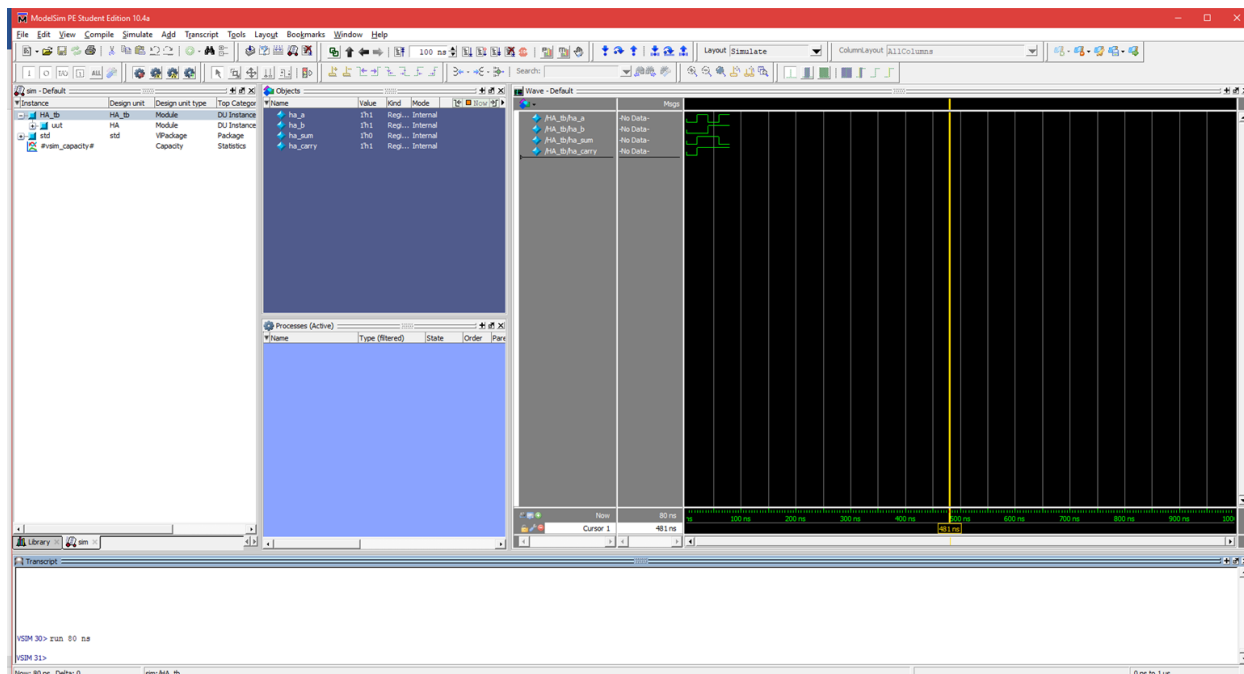 ModelSim PE Student Edition 10.4a
File Edit View Compile Simulate Add Transcript Tools Layout Bookmarks Window Help
100 ns
Layout Simulate
ColumnLayout AllColumns
Search:
sim - Default
Instance Design unit Design unit type Top Categor
HA_tb HA_tb Module DU Instance
uut HA Module DU Instance
std std VlPackage Package
#vsim_capacity# Capacity Statistics
Library sim
Objects
Name Value Kind Mode Now
ha_a 1'h1 Regi... Internal
ha_b 1'h1 Regi... Internal
ha_sum 1'h0 Regi... Internal
ha_carry 1'h1 Regi... Internal
Processes (Active)
Name Type (filtered) State Order Pare
Wave - Default
Msgs
/HA_tb/ha_a -No Data-
/HA_tb/ha_b -No Data-
/HA_tb/ha_sum -No Data-
/HA_tb/ha_carry -No Data-
Now 80 ns
Cursor 1 481 ns
ns 100 ns 200 ns 300 ns 400 ns 500 ns 600 ns 700 ns 800 ns 900 ns 100
481 ns
Transcript
VSIM 30> run 80 ns
VSIM 31>
Now: 80 ns Delta: 0 sim:/HA_tb 0 ns to 1 us